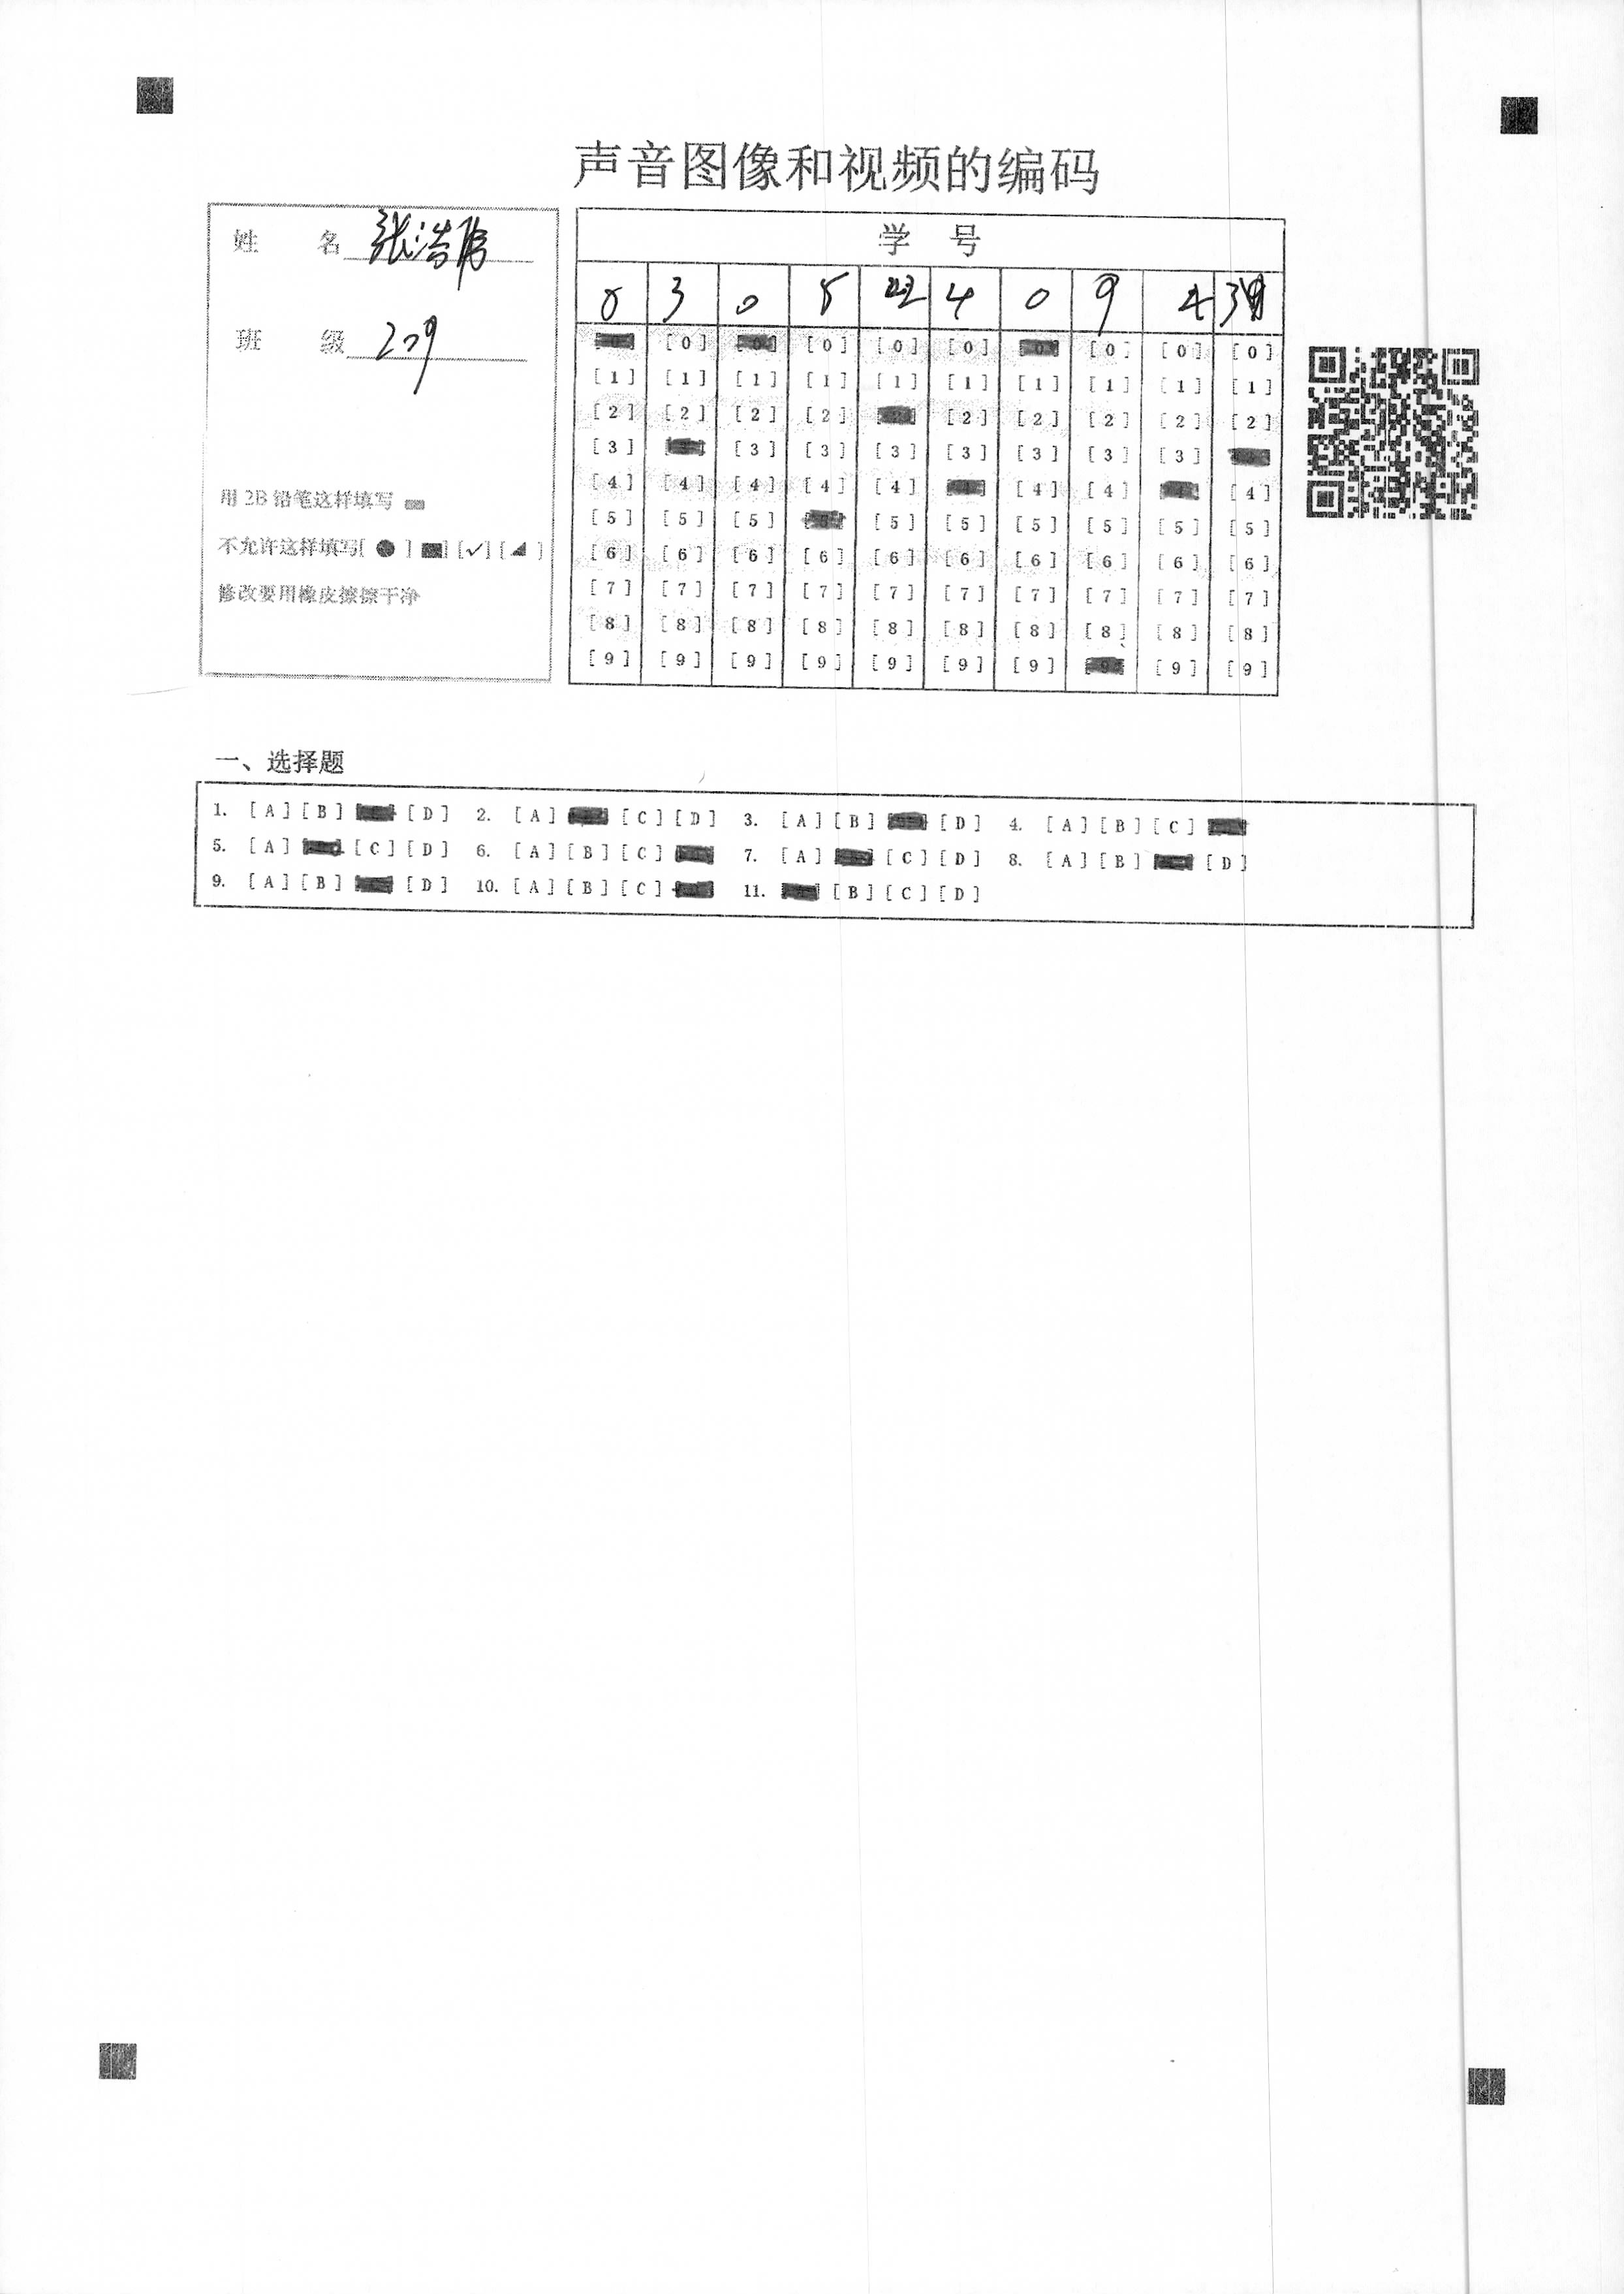 声音图像和视频的编码
姓 名 张浩
班 级 209
用 2B 铅笔这样填写
不允许这样填写[ ● ] ■] [✓] [◢ ]
修改要用橡皮擦擦干净
学 号
0 3 0 5 2 4 0 9 4 3
[0] [0] [0] [0] [0] [0] [0] [0] [0] [0]
[1] [1] [1] [1] [1] [1] [1] [1] [1] [1]
[2] [2] [2] [2] [2] [2] [2] [2] [2]
[3] [3] [3] [3] [3] [3] [3] [3]
[4] [4] [4] [4] [4] [4] [4] [4]
[5] [5] [5] [5] [5] [5] [5] [5] [5]
[6] [6] [6] [6] [6] [6] [6] [6] [6] [6]
[7] [7] [7] [7] [7] [7] [7] [7] [7] [7]
[8] [8] [8] [8] [8] [8] [8] [8] [8] [8]
[9] [9] [9] [9] [9] [9] [9] [9] [9] [9]
一、选择题
1. [A] [B] [D] 2. [A] [C] [D] 3. [A] [B] [D] 4. [A] [B] [C]
5. [A] [C] [D] 6. [A] [B] [C] 7. [A] [C] [D] 8. [A] [B] [D]
9. [A] [B] [D] 10. [A] [B] [C] 11. [B] [C] [D]